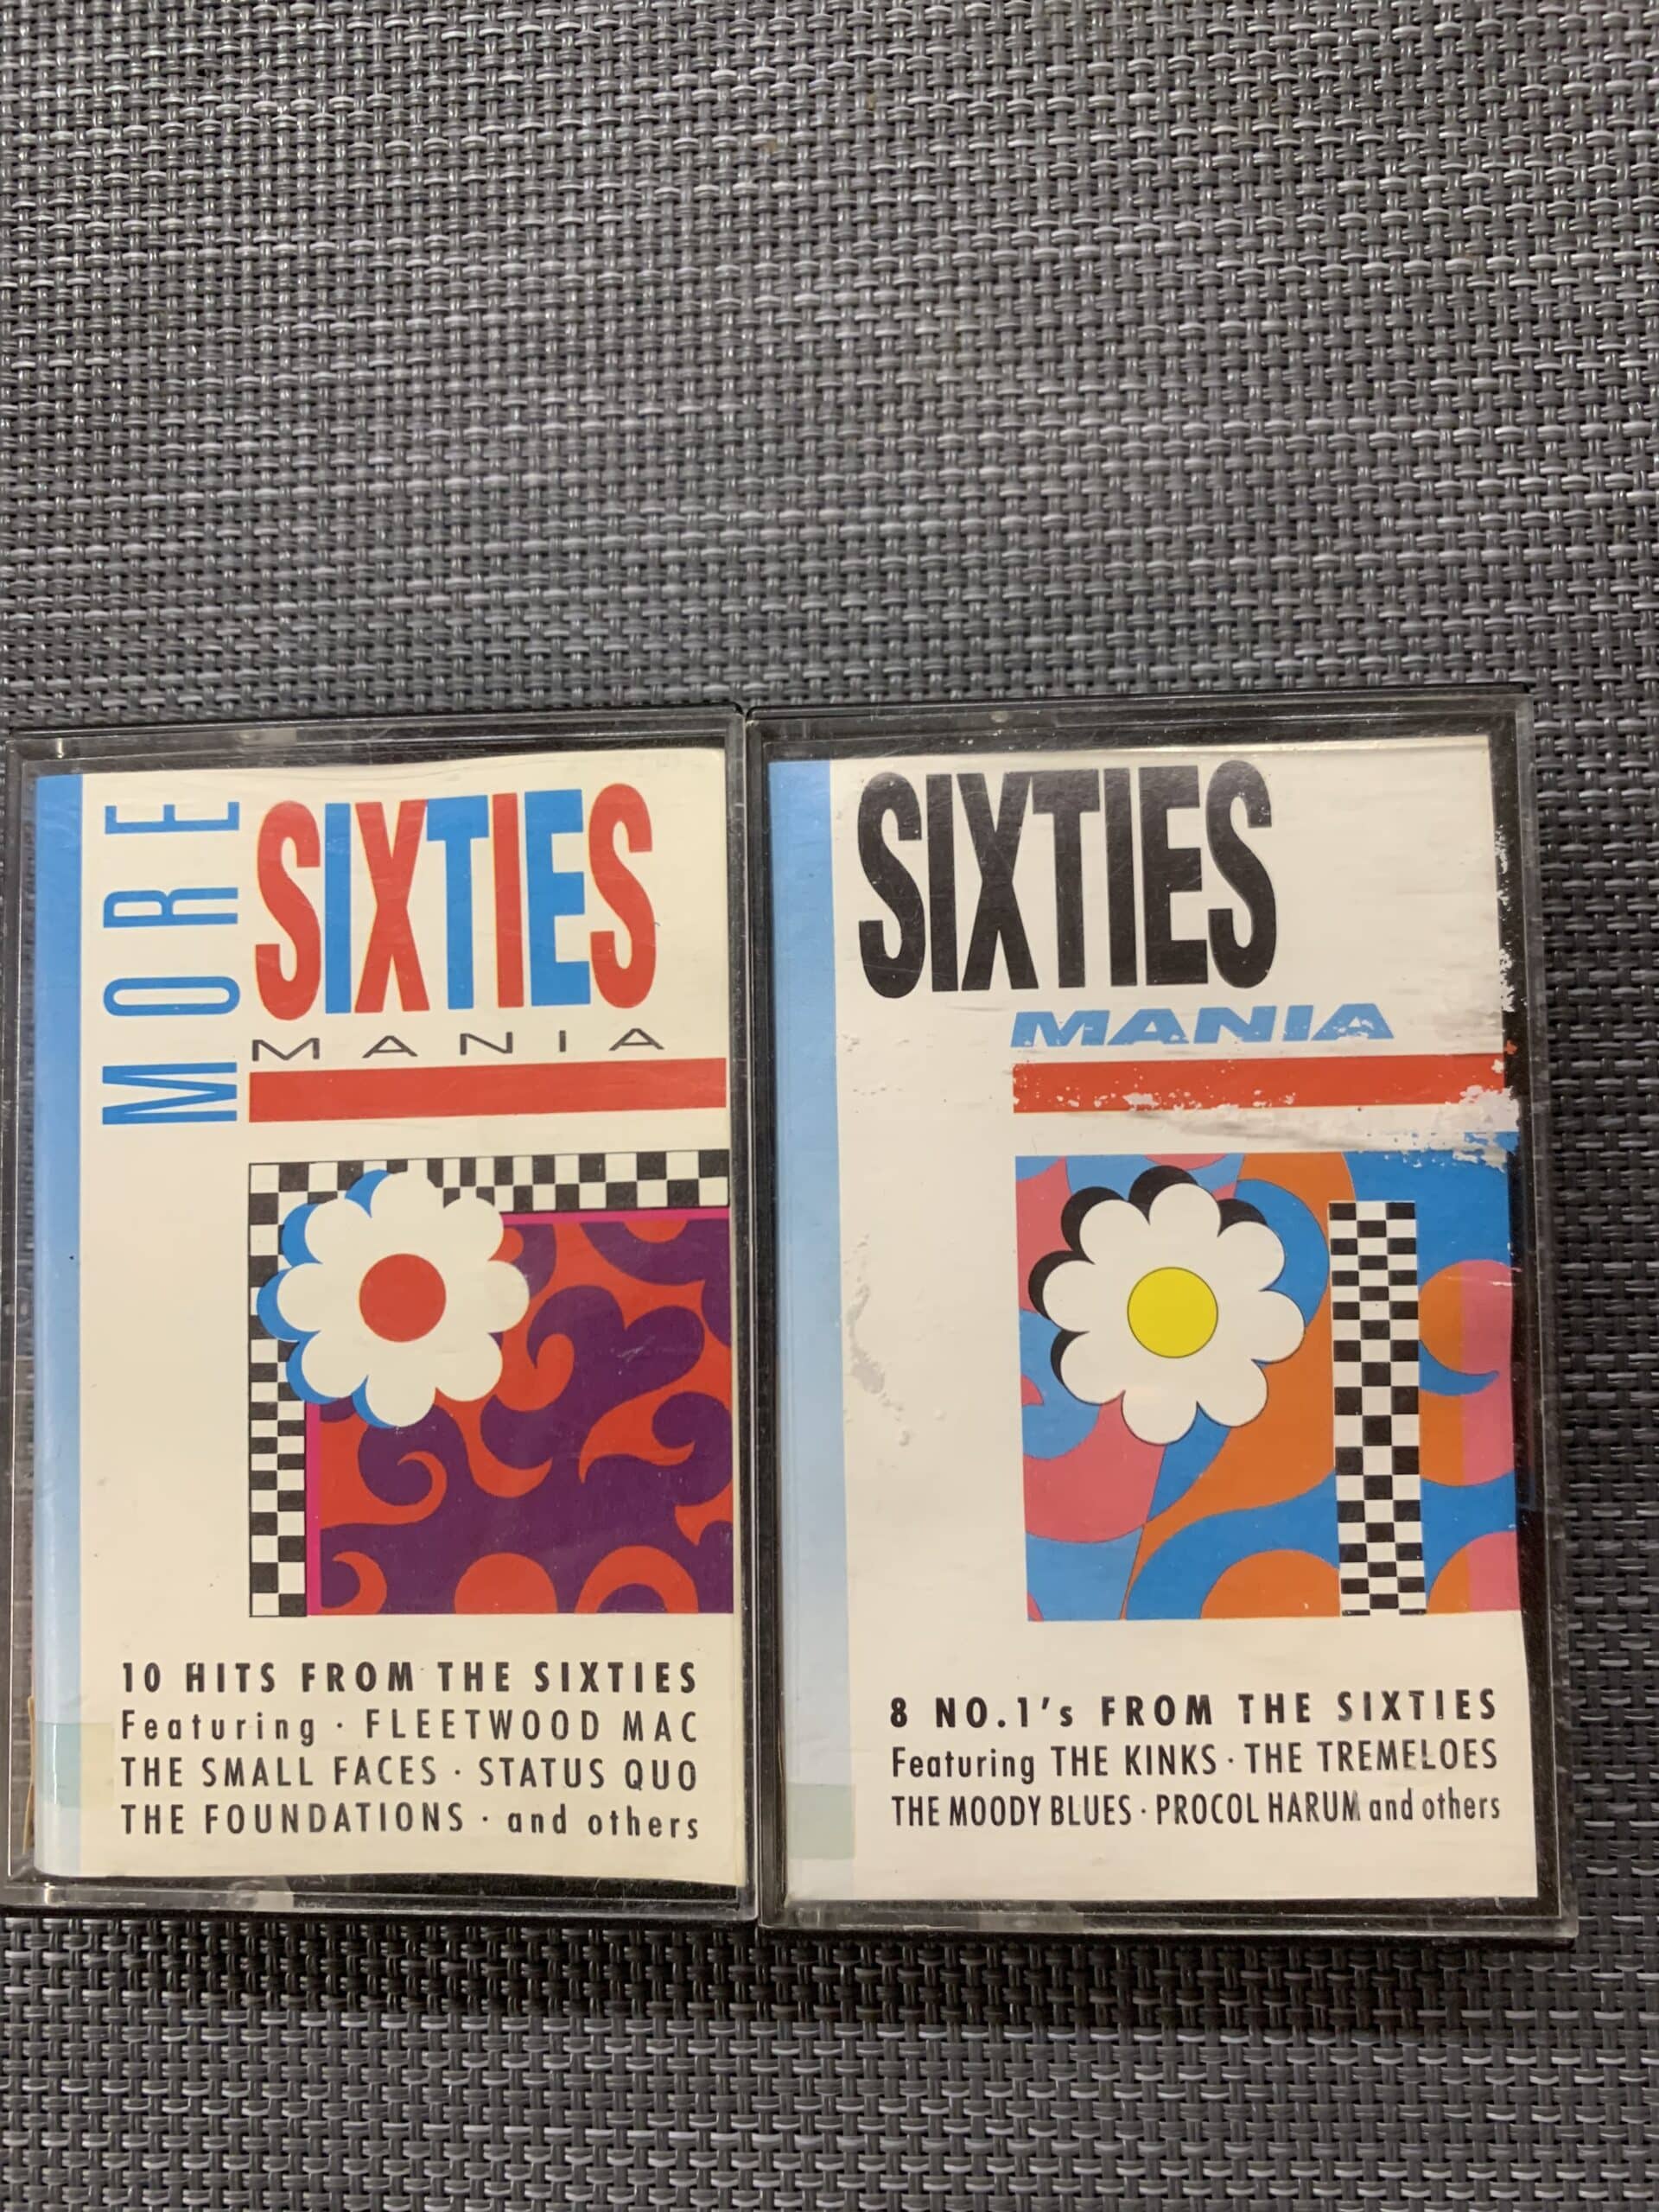 MORE
SIXTIES
MANIA
10 HITS FROM THE SIXTIES
Featuring · FLEETWOOD MAC
THE SMALL FACES · STATUS QUO
THE FOUNDATIONS · and others
SIXTIES
MANIA
8 NO.1's FROM THE SIXTIES
Featuring THE KINKS · THE TREMELOES
THE MOODY BLUES · PROCOL HARUM and others